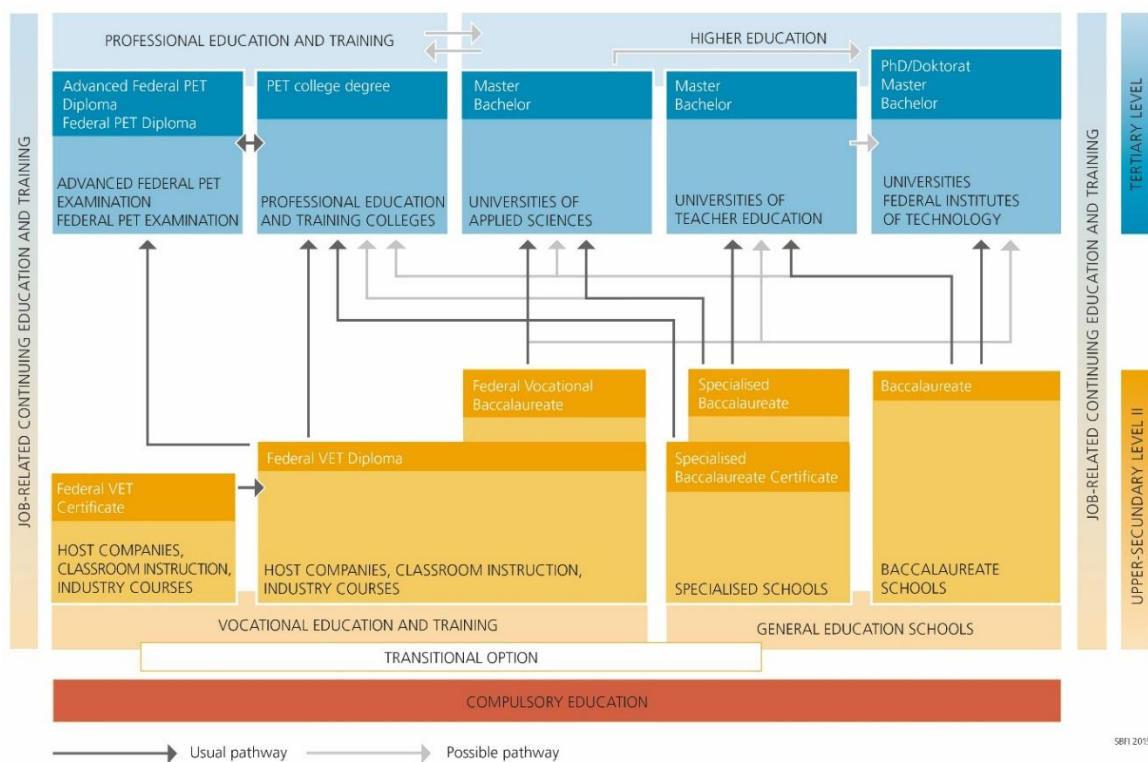 PROFESSIONAL EDUCATION AND TRAINING
HIGHER EDUCATION
JOB-RELATED CONTINUING EDUCATION AND TRAINING
Advanced Federal PET
Diploma
Federal PET Diploma
ADVANCED FEDERAL PET
EXAMINATION
FEDERAL PET EXAMINATION
PET college degree
PROFESSIONAL EDUCATION
AND TRAINING COLLEGES
Master
Bachelor
UNIVERSITIES OF
APPLIED SCIENCES
Master
Bachelor
UNIVERSITIES OF
TEACHER EDUCATION
PhD/Doktorat
Master
Bachelor
UNIVERSITIES
FEDERAL INSTITUTES
OF TECHNOLOGY
JOB-RELATED CONTINUING EDUCATION AND TRAINING
TERTIARY LEVEL
Federal Vocational
Baccalaureate
Specialised
Baccalaureate
Baccalaureate
Federal VET Diploma
Specialised
Baccalaureate Certificate
Federal VET
Certificate
HOST COMPANIES,
CLASSROOM INSTRUCTION,
INDUSTRY COURSES
HOST COMPANIES, CLASSROOM INSTRUCTION,
INDUSTRY COURSES
SPECIALISED SCHOOLS
BACCALAUREATE
SCHOOLS
UPPER-SECUNDARY LEVEL II
VOCATIONAL EDUCATION AND TRAINING
GENERAL EDUCATION SCHOOLS
TRANSITIONAL OPTION
COMPULSORY EDUCATION
Usual pathway
Possible pathway
SBFI 2015